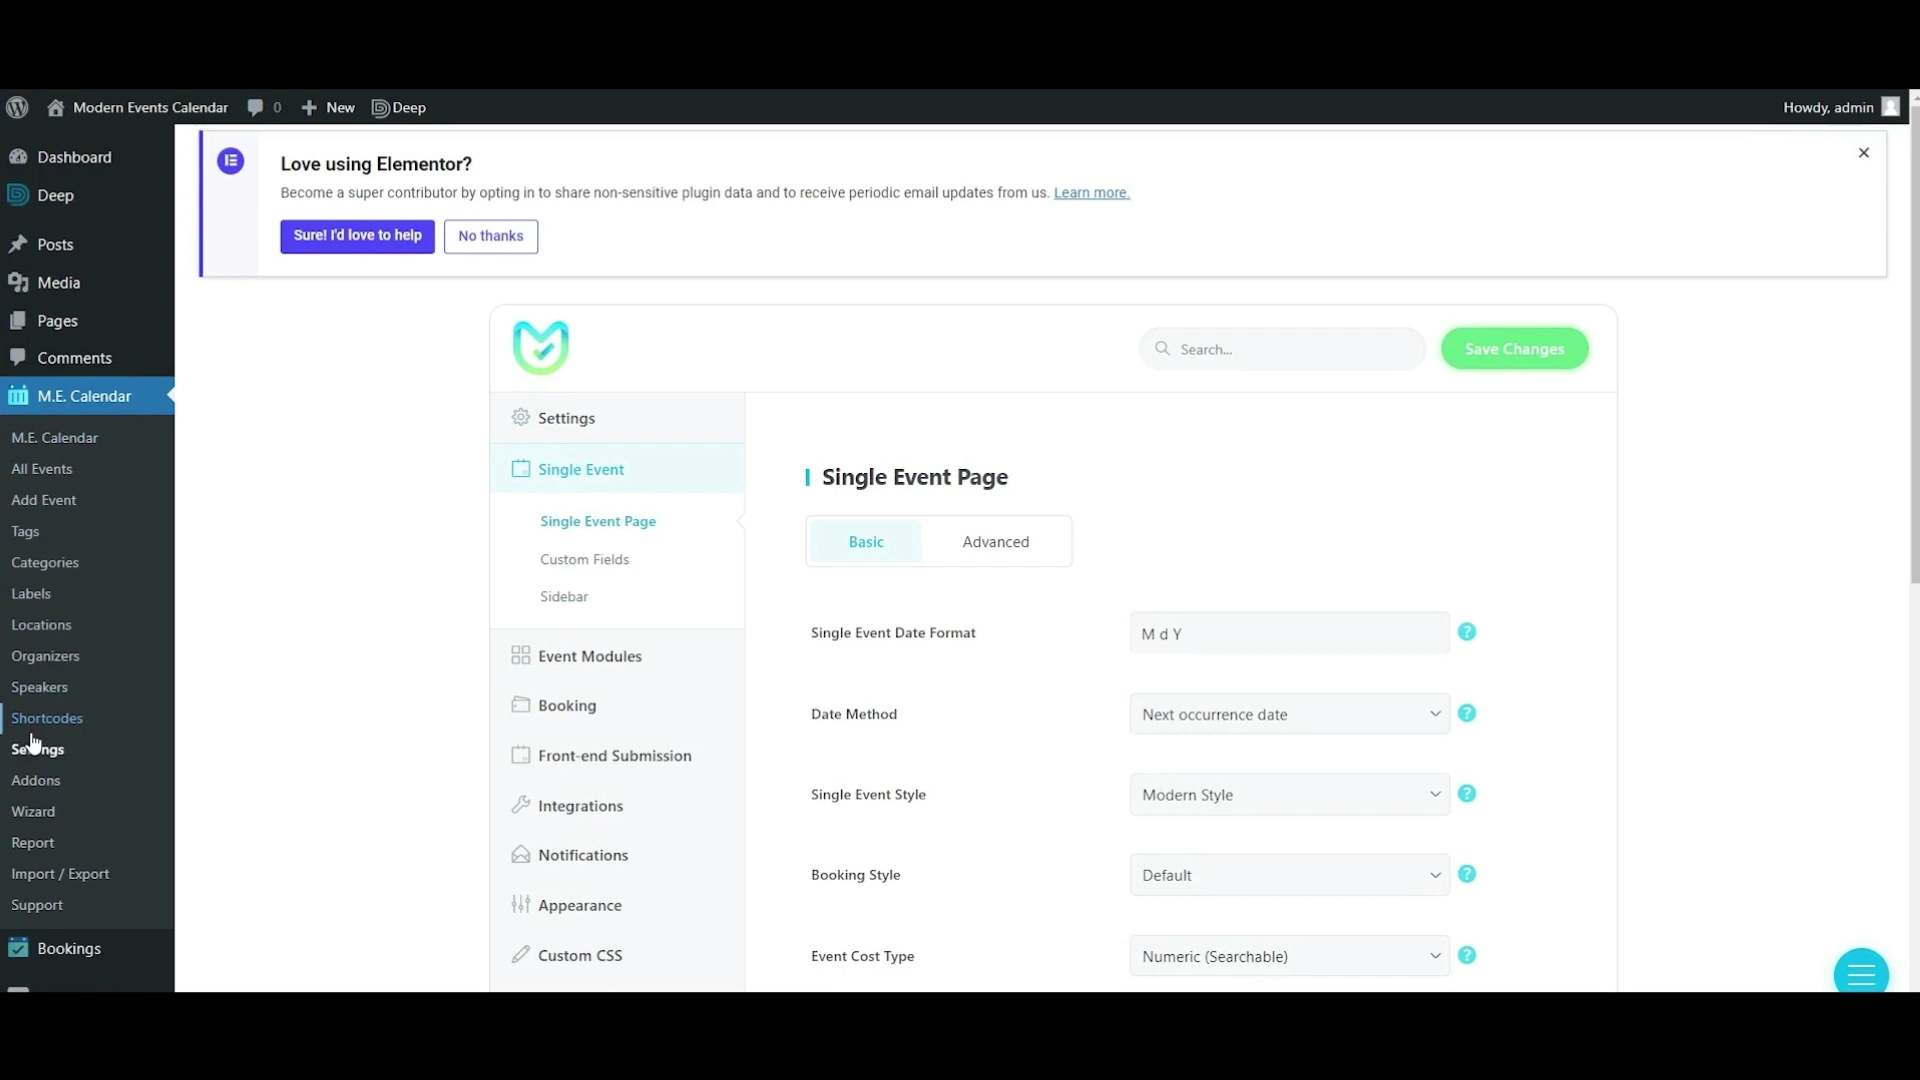 Modern Events Calendar 0 New Deep Howdy, admin
Dashboard
Deep
Posts
Media
Pages
Comments
M.E. Calendar
M.E. Calendar
All Events
Add Event
Tags
Categories
Labels
Locations
Organizers
Speakers
Shortcodes
Settings
Addons
Wizard
Report
Import / Export
Support
Bookings
Love using Elementor?
Become a super contributor by opting in to share non-sensitive plugin data and to receive periodic email updates from us. Learn more.
Sure! I'd love to help No thanks
Search... Save Changes
Settings
Single Event
Single Event Page
Custom Fields
Sidebar
Event Modules
Booking
Front-end Submission
Integrations
Notifications
Appearance
Custom CSS
Single Event Page
Basic Advanced
Single Event Date Format M d Y ?
Date Method Next occurrence date ?
Single Event Style Modern Style ?
Booking Style Default ?
Event Cost Type Numeric (Searchable) ?